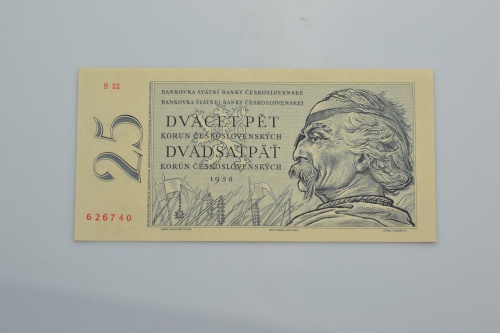 S 22
BANKOVKA STÁTNÍ BANKY ČESKOSLOVENSKÉ
BANKOVKA ŠTÁTNEJ BANKY ČESKOSLOVENSKEJ
DVACET PĚT
KORUN ČESKOSLOVENSKÝCH
DVADSAŤPÄŤ
KORÚN ČESKOSLOVENSKÝCH
1958
25
626740